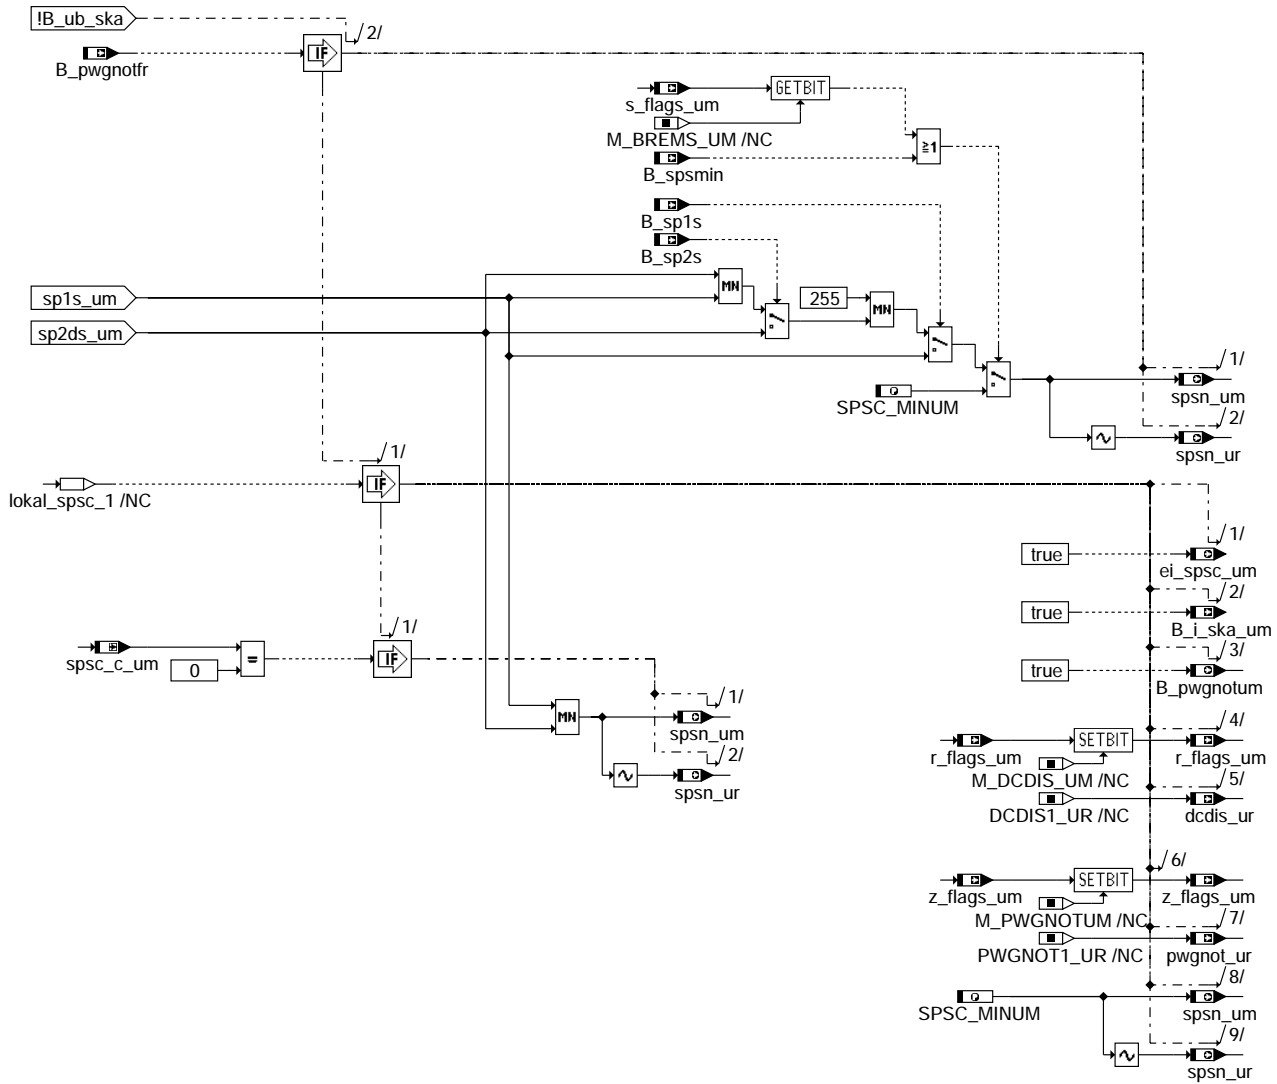 !B_ub_ska
2/
B_pwgnotfr
IF
GETBIT
s_flags_um
M_BREMS_UM /NC
≥1
B_spsmin
B_sp1s
B_sp2s
MN
sp1s_um
255
MN
sp2ds_um
1/
SPSC_MINUM
spsn_um
2/
spsn_ur
1/
IF
lokal_spsc_1 /NC
1/
true
ei_spsc_um
2/
true
B_i_ska_um
1/
spsc_c_um
=
0
IF
3/
true
B_pwgnotum
1/
MN
spsn_um
2/
spsn_ur
4/
r_flags_um
SETBIT
M_DCDIS_UM /NC
r_flags_um
5/
DCDIS1_UR /NC
dcdis_ur
6/
z_flags_um
SETBIT
M_PWGNOTUM /NC
z_flags_um
7/
PWGNOT1_UR /NC
pwgnot_ur
8/
SPSC_MINUM
spsn_um
9/
spsn_ur